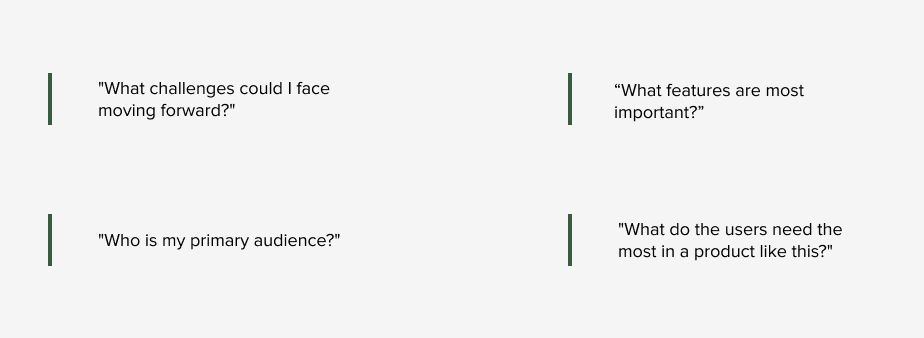 "What challenges could I face
moving forward?"
“What features are most
important?”
"Who is my primary audience?"
"What do the users need the
most in a product like this?"